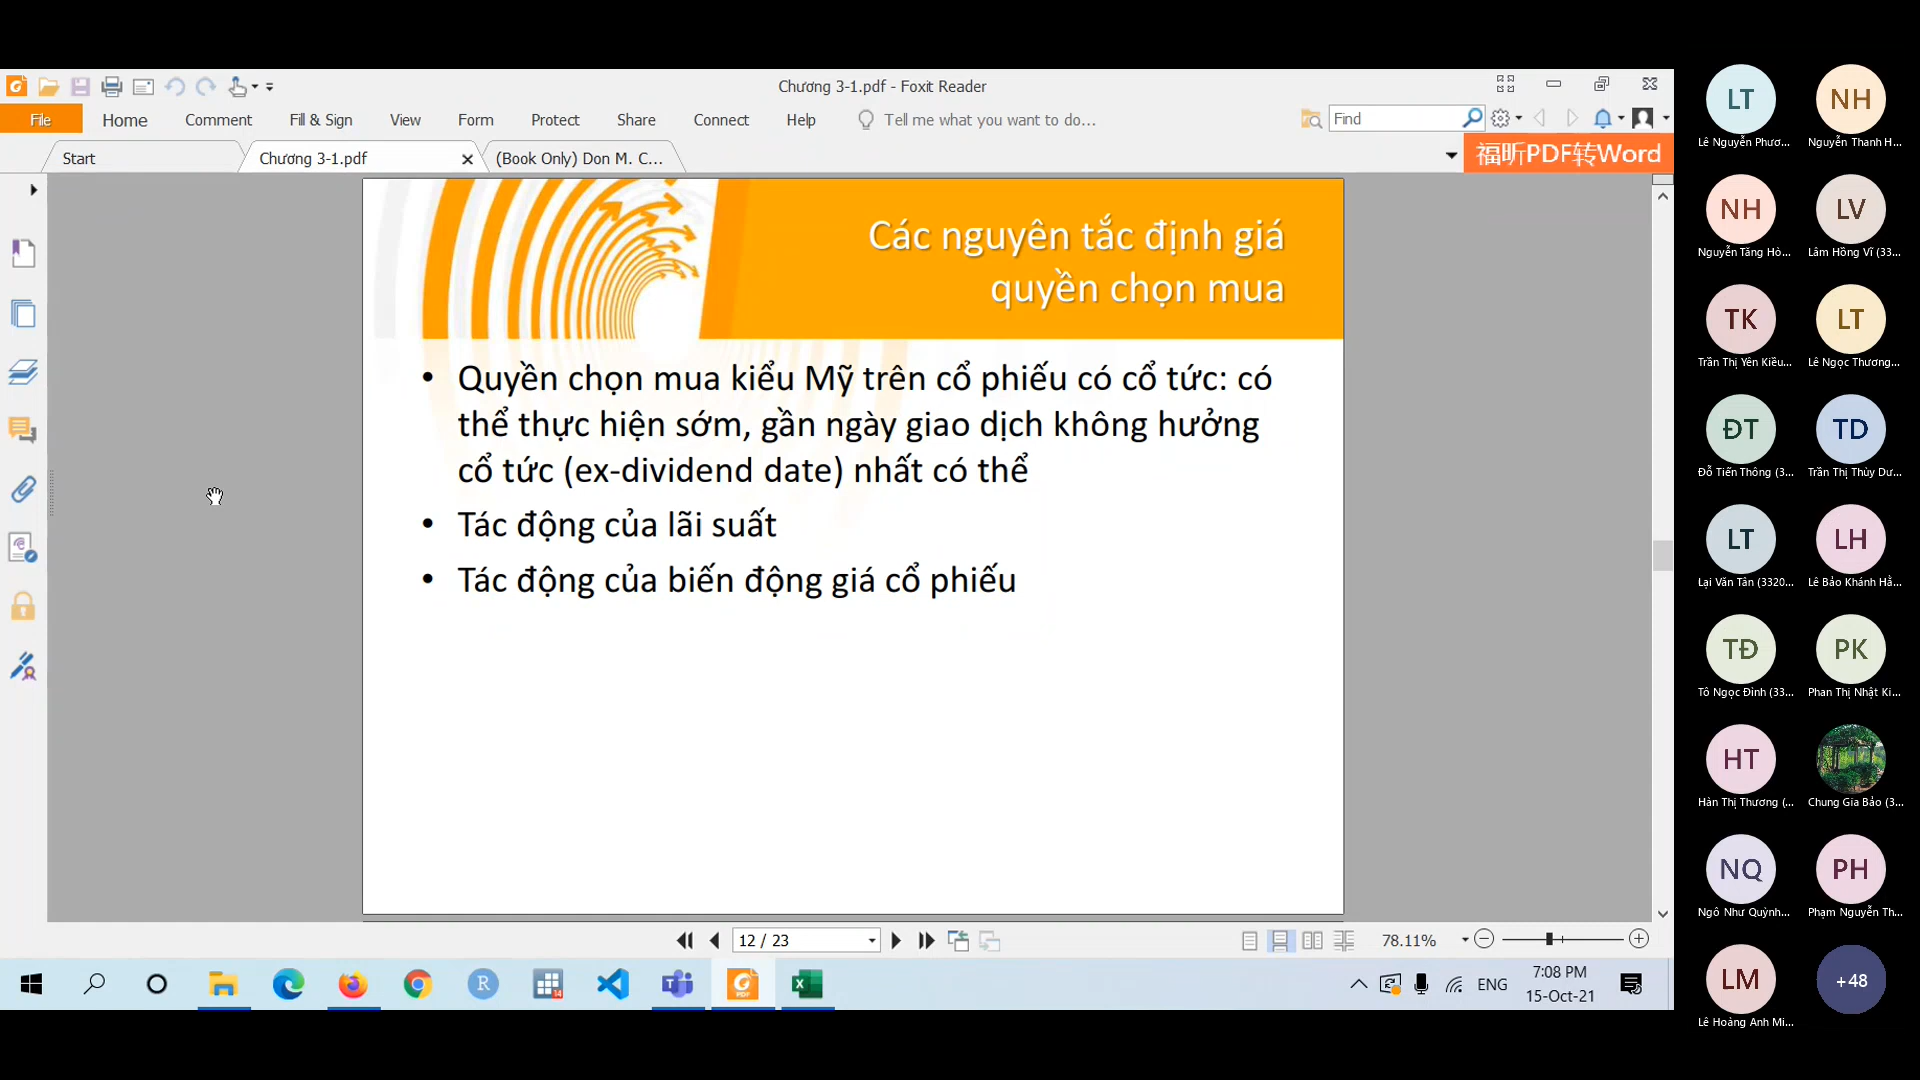 Chương 3-1.pdf - Foxit Reader
File Home Comment Fill & Sign View Form Protect Share Connect Help Tell me what you want to do... Find
Start Chương 3-1.pdf (Book Only) Don M. C... 福昕PDF转Word
Các nguyên tắc định giá
quyền chọn mua
• Quyền chọn mua kiểu Mỹ trên cổ phiếu có cổ tức: có
thể thực hiện sớm, gần ngày giao dịch không hưởng
cổ tức (ex-dividend date) nhất có thể
• Tác động của lãi suất
• Tác động của biến động giá cổ phiếu
12 / 23 78.11%
ENG 7:08 PM
15-Oct-21
LT NH
Lê Nguyễn Phươ... Nguyễn Thanh H...
NH LV
Nguyễn Tăng Hò... Lâm Hồng Vĩ (33...
TK LT
Trần Thị Yên Kiều... Lê Ngọc Thương...
ĐT TD
Đỗ Tiến Thông (3... Trần Thị Thùy Dư...
LT LH
Lại Văn Tân (3320... Lê Bảo Khánh Hằ...
TĐ PK
Tô Ngọc Đình (33... Phan Thị Nhật Ki...
HT
Hàn Thị Thương (... Chung Gia Bảo (3...
NQ PH
Ngô Như Quỳnh... Phạm Nguyễn Th...
LM +48
Lê Hoàng Anh Mi...